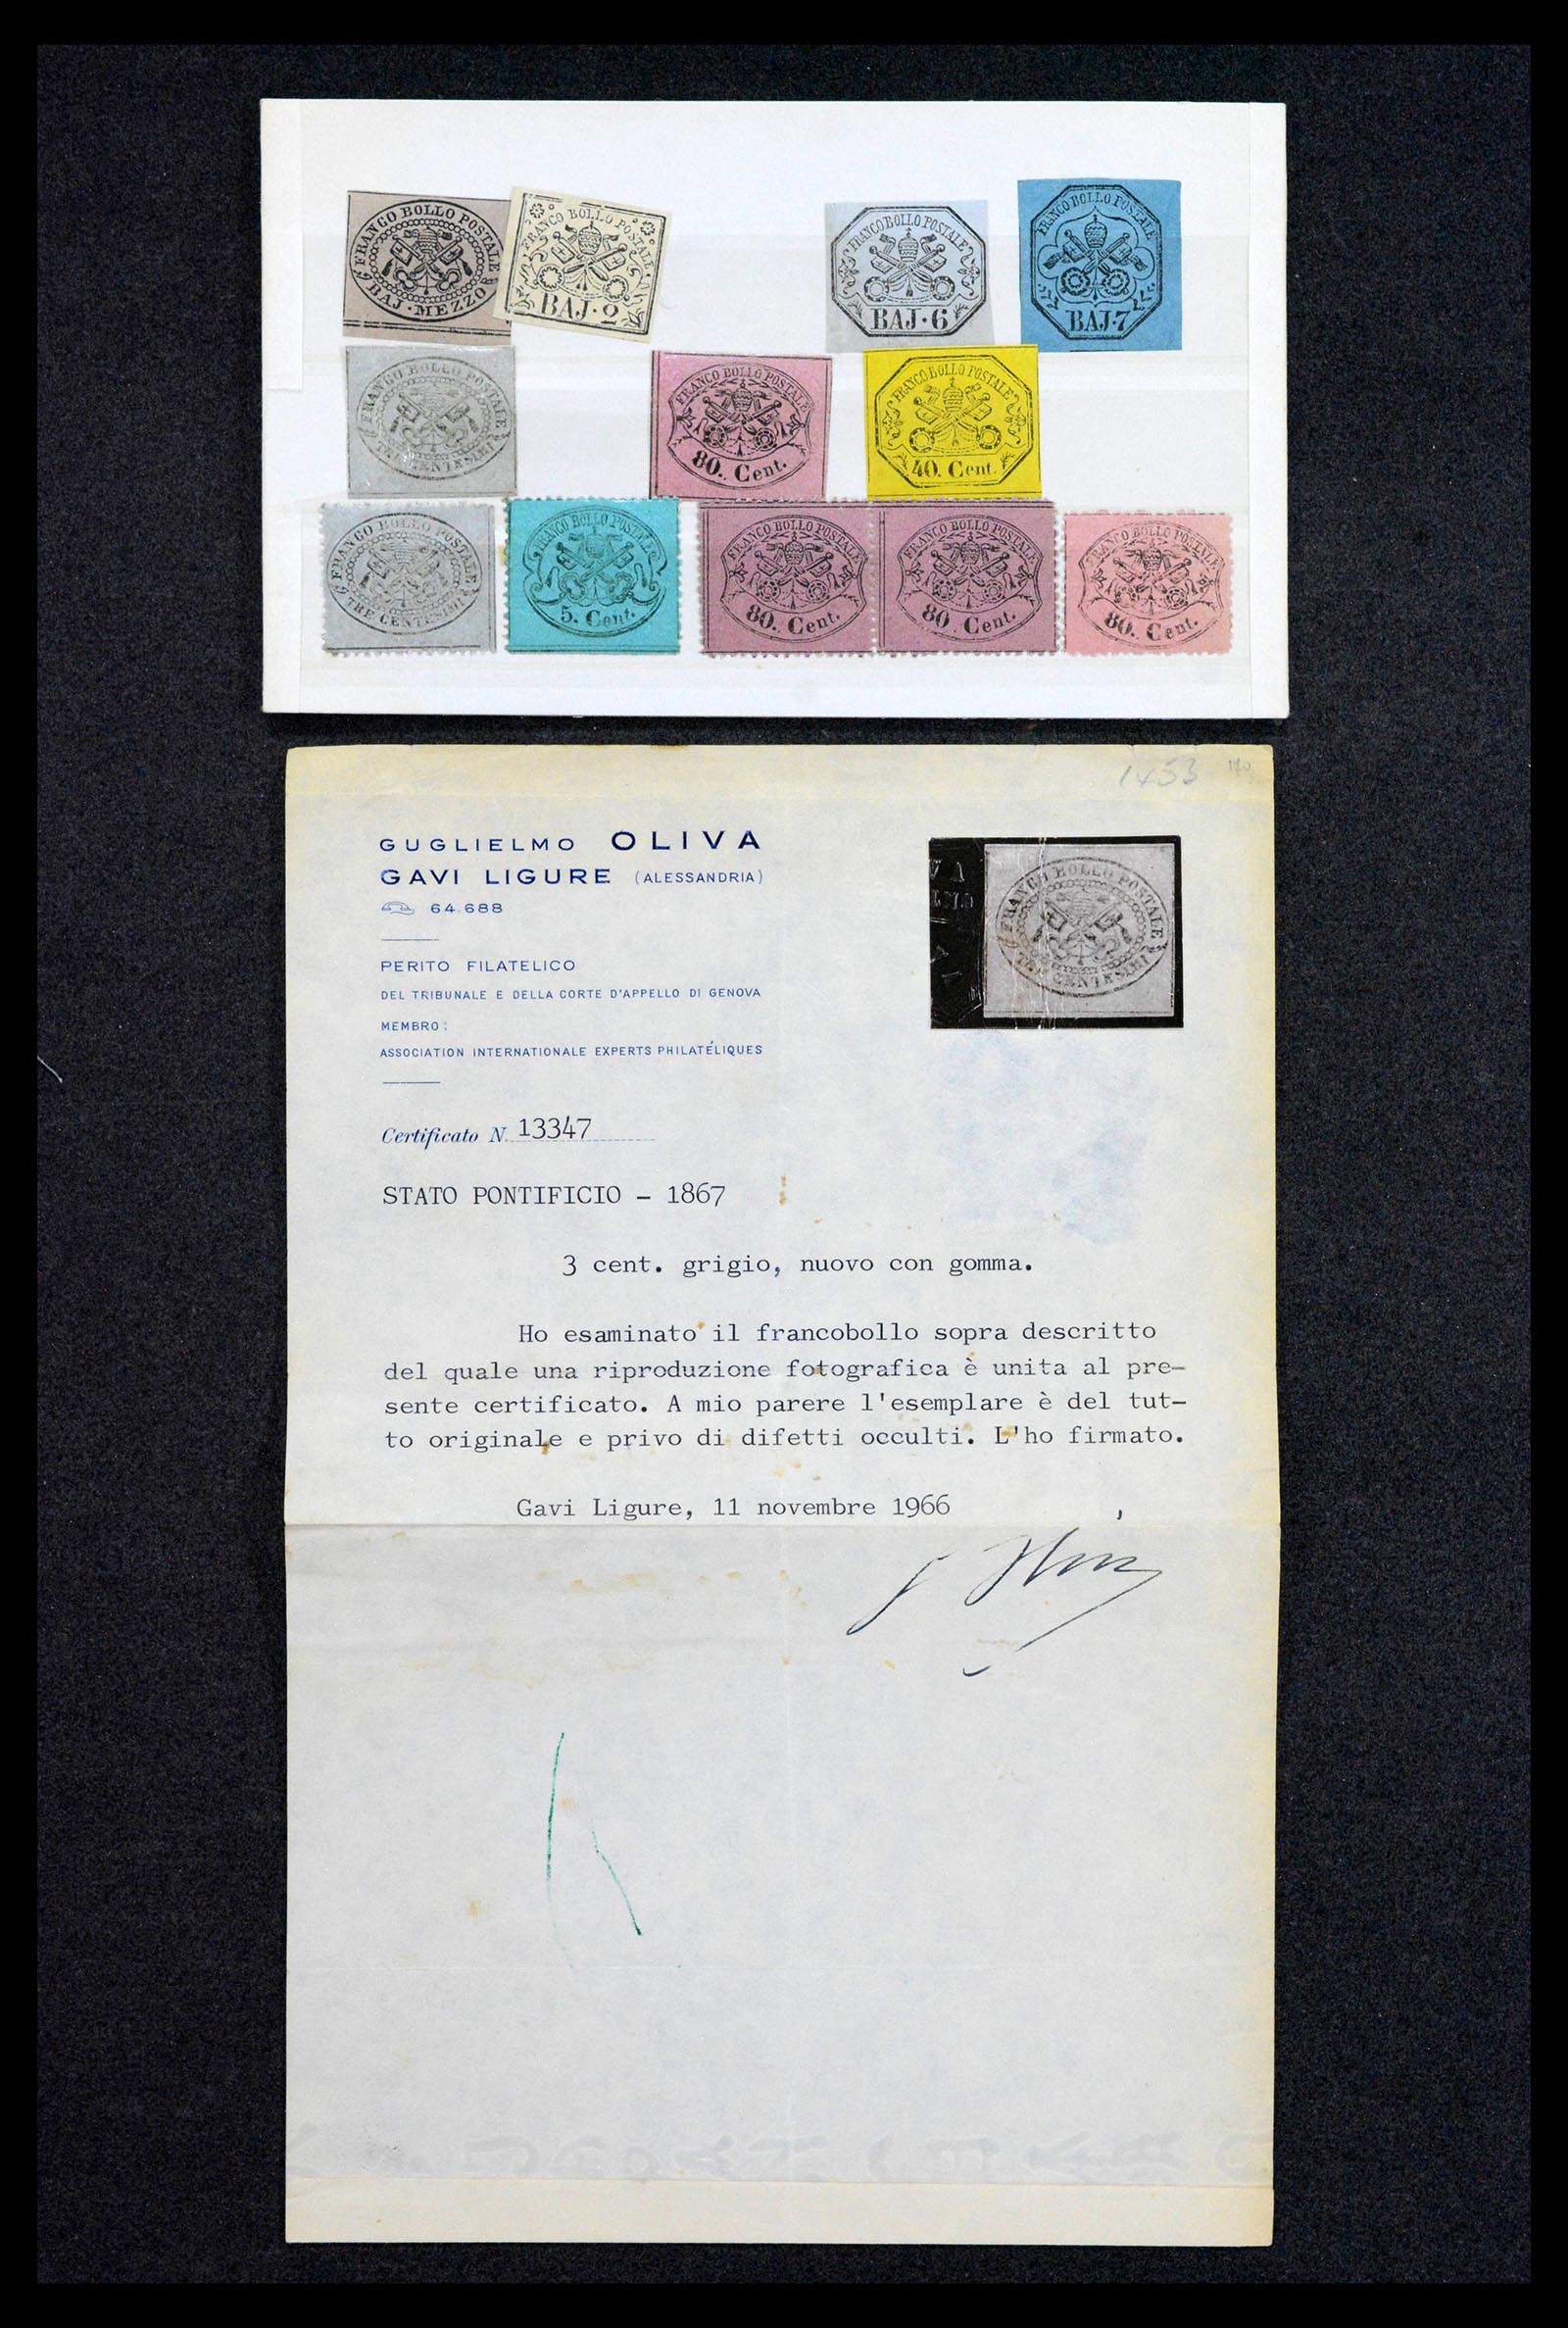 FRANCO BOLLO POSTALE
BAJ·MEZZO
FRANCO BOLLO POSTALE
BAJ·2
FRANCO BOLLO POSTALE
BAJ·6
FRANCO BOLLO POSTALE
BAJ·7
FRANCO BOLLO POSTALE
TRE CENTESIMI
FRANCO BOLLO POSTALE
80. Cent.
FRANCO BOLLO POSTALE
40. Cent.
FRANCO BOLLO POSTALE
TRE CENTESIMI
FRANCO BOLLO POSTALE
5. Cent.
FRANCO BOLLO POSTALE
80. Cent.
FRANCO BOLLO POSTALE
80. Cent.
FRANCO BOLLO POSTALE
80. Cent.
1453
GUGLIELMO OLIVA
GAVI LIGURE (ALESSANDRIA)
64.688
PERITO FILATELICO
DEL TRIBUNALE E DELLA CORTE D'APPELLO DI GENOVA
MEMBRO:
ASSOCIATION INTERNATIONALE EXPERTS PHILATÉLIQUES
FRANCO BOLLO POSTALE
TRE CENTESIMI
Certificato N. 13347
STATO PONTIFICIO - 1867
3 cent. grigio, nuovo con gomma.
Ho esaminato il francobollo sopra descritto
del quale una riproduzione fotografica è unita al pre-
sente certificato. A mio parere l'esemplare è del tut-
to originale e privo di difetti occulti. L'ho firmato.
Gavi Ligure, 11 novembre 1966